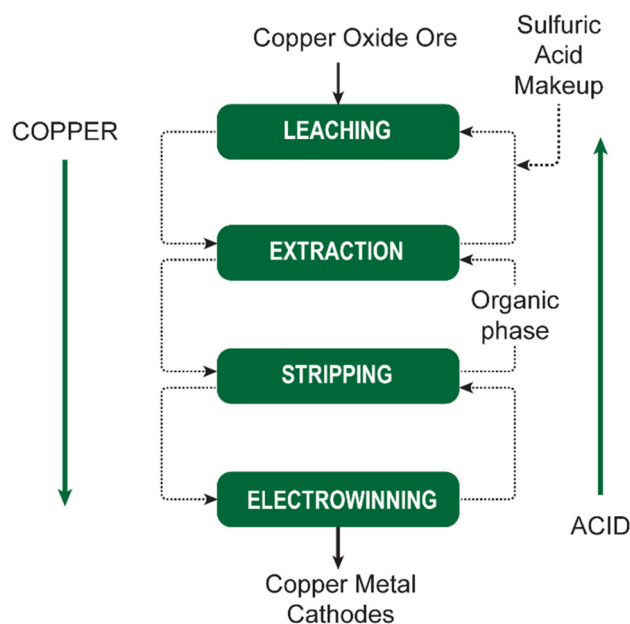 Copper Oxide Ore
Sulfuric
Acid
Makeup
COPPER
LEACHING
EXTRACTION
Organic
phase
STRIPPING
ELECTROWINNING
ACID
Copper Metal
Cathodes